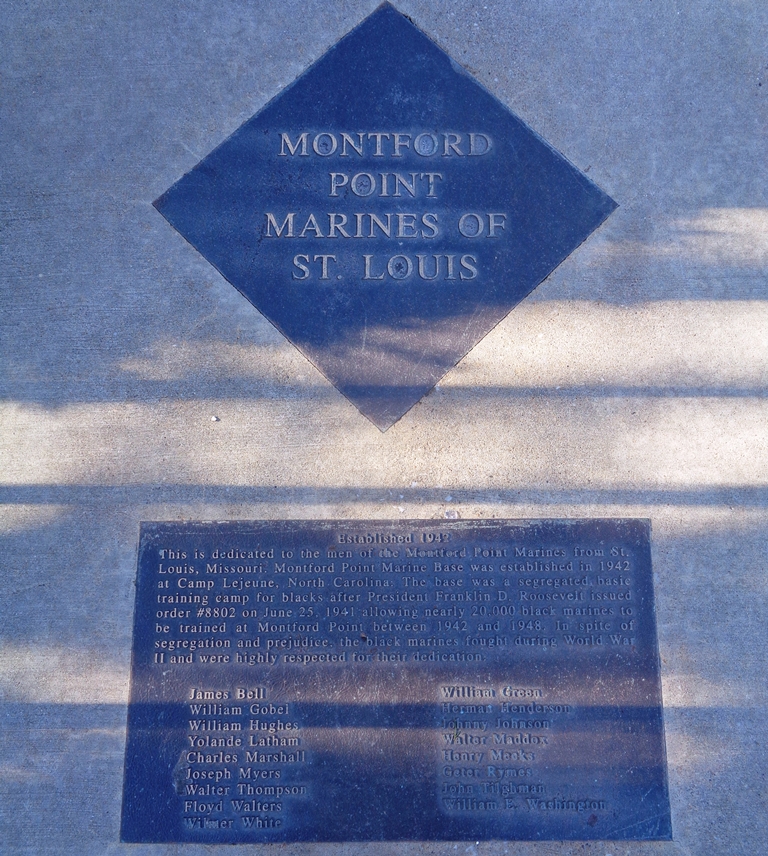 MONTFORD
POINT
MARINES OF
ST. LOUIS
Established 1942
This is dedicated to the men of the Montford Point Marines from St.
Louis, Missouri. Montford Point Marine Base was established in 1942
at Camp Lejeune, North Carolina. The base was a segregated basic
training camp for blacks after President Franklin D. Roosevelt issued
order #8802 on June 25, 1941 allowing nearly 20,000 black marines to
be trained at Montford Point between 1942 and 1948. In spite of
segregation and prejudice, the black marines fought during World War
II and were highly respected for their dedication.
James Bell
William Gobel
William Hughes
Yolande Latham
Charles Marshall
Joseph Myers
Walter Thompson
Floyd Walters
Wilmer White
William Green
Herman Henderson
Johnny Johnson
Walter Maddox
Henry Meeks
Rymes
John Tilghman
William E. Washington